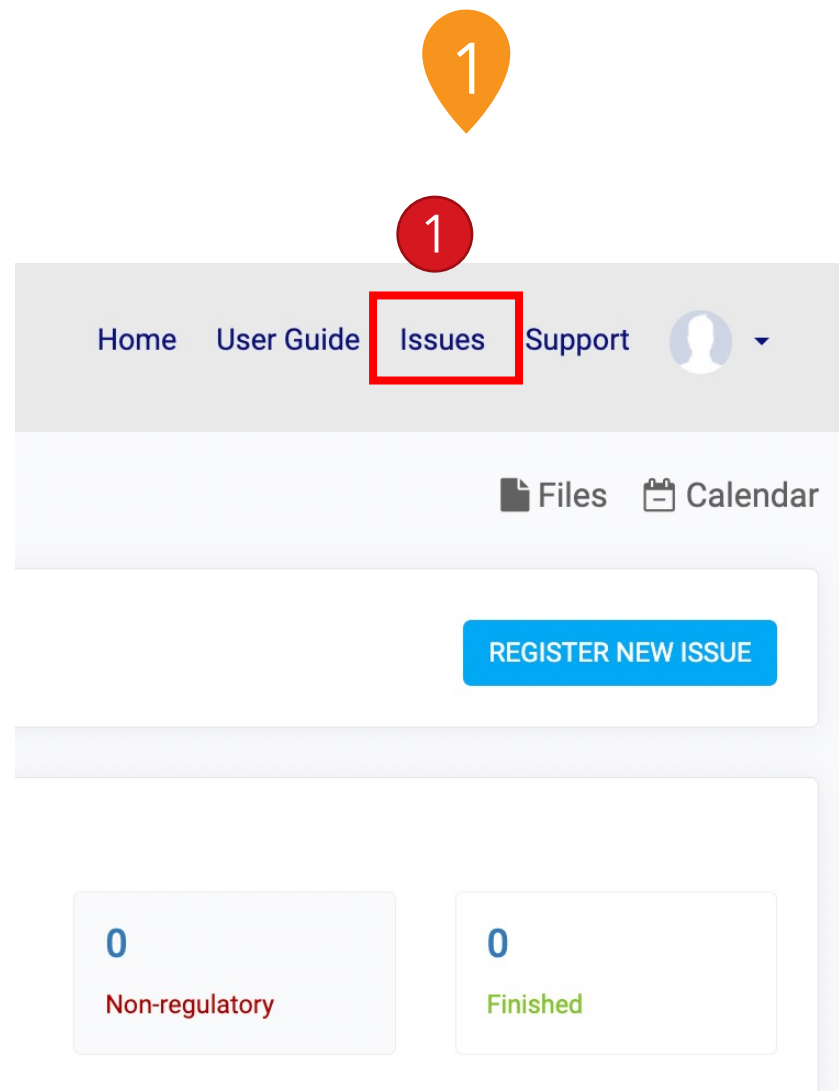 1
1
Home User Guide Issues Support
Files Calendar
REGISTER NEW ISSUE
0 0
Non-regulatory Finished